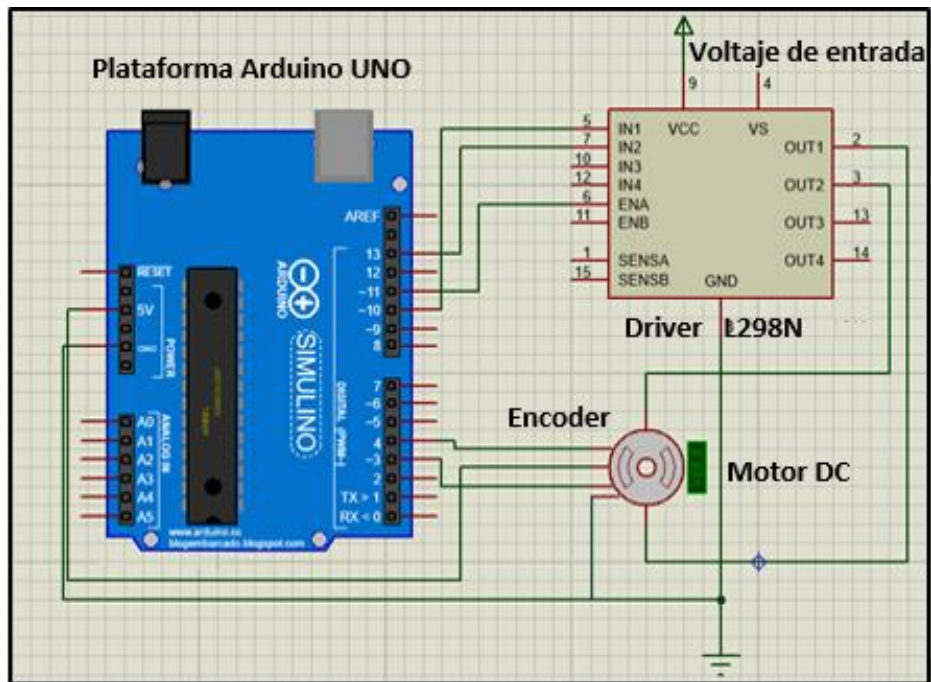 Plataforma Arduino UNO
Voltaje de entrada
9
4
5
7
10
12
6
11
1
15
IN1
IN2
IN3
IN4
ENA
ENB
SENSA
SENSB
VCC
VS
GND
OUT1
OUT2
OUT3
OUT4
2
3
13
14
Driver L298N
AREF
13
12
~11
~10
~9
8
7
~6
~5
4
~3
2
TX > 1
RX < 0
RESET
5V
GND
POWER
A0
A1
A2
A3
A4
A5
ANALOG IN
ARDUINO
SIMULINO
DIGITAL (PWM~)
www.arduino.cc
blogembarcado.blogspot.com
Encoder
Motor DC